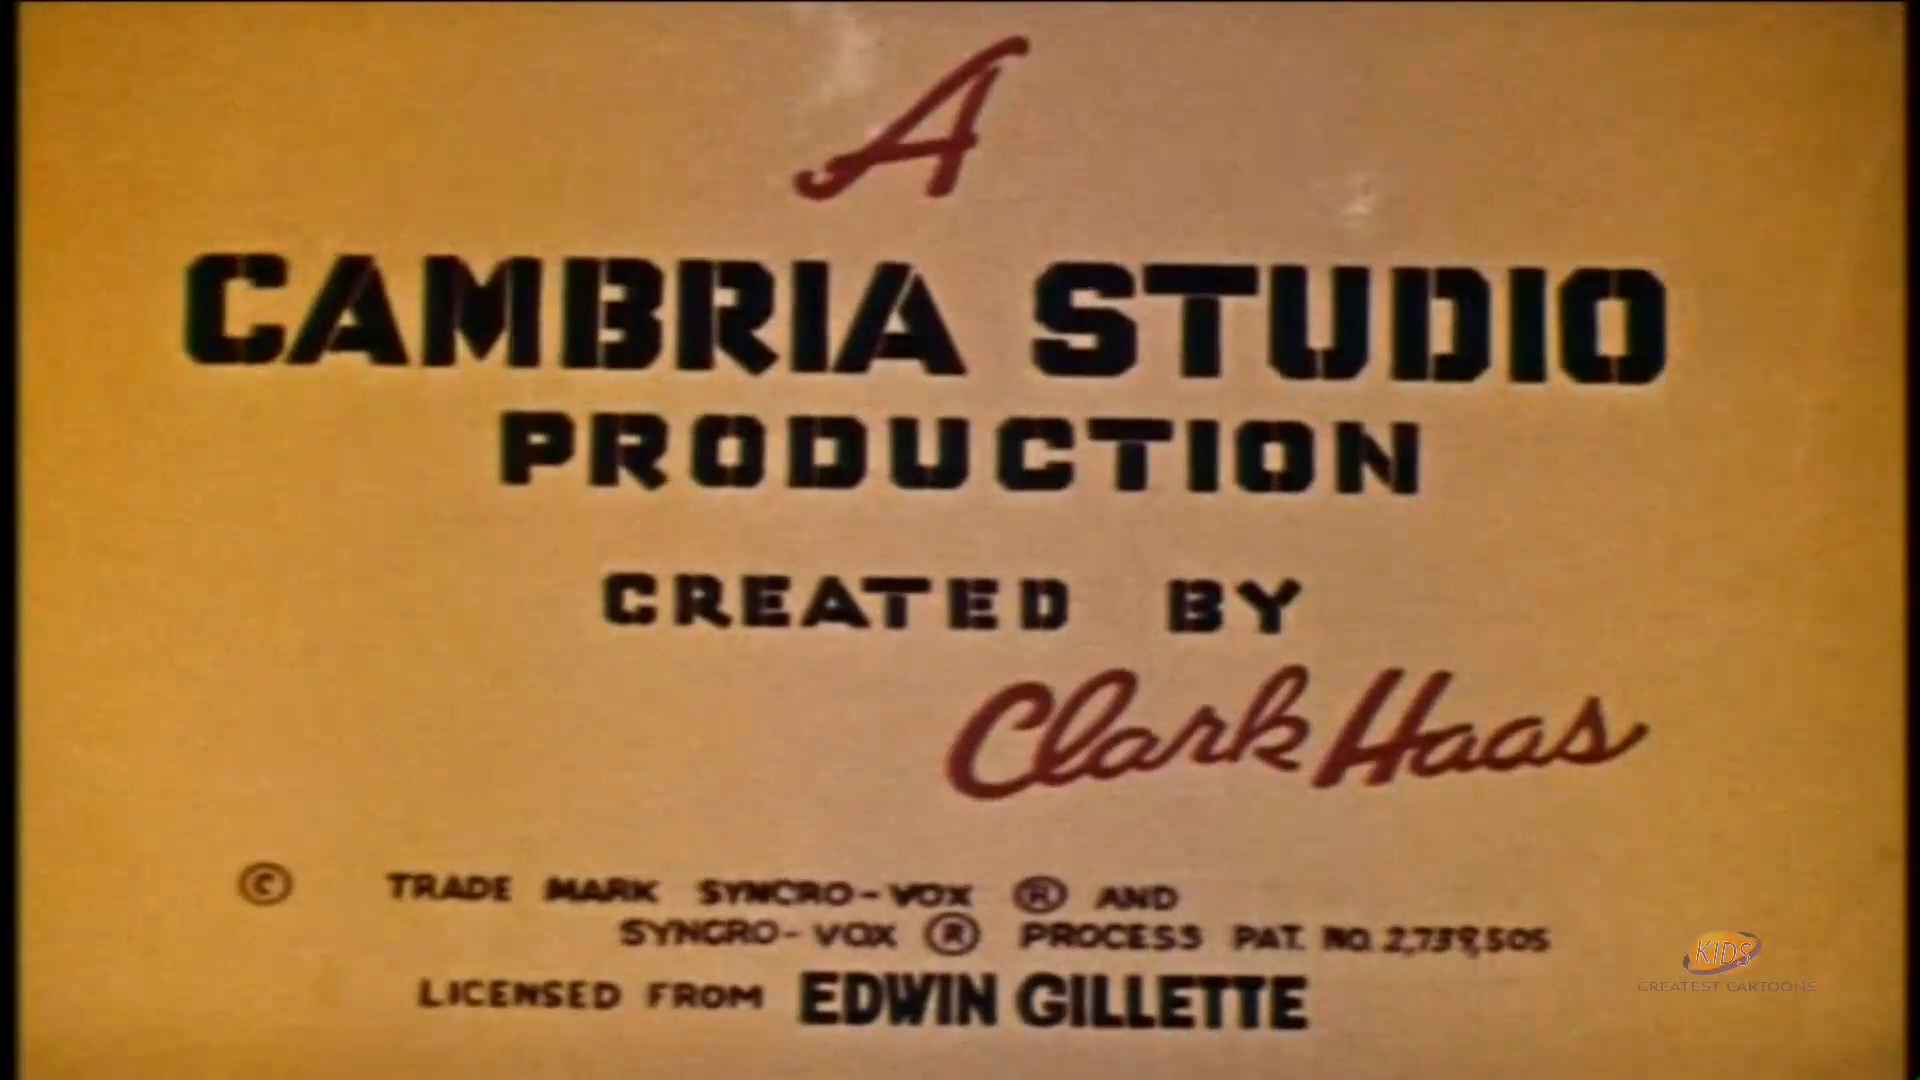 A
CAMBRIA STUDIO
PRODUCTION
CREATED BY
Clark Haas
© TRADE MARK SYNCRO-VOX ® AND
SYNCRO-VOX ® PROCESS PAT. NO. 2,739,505
LICENSED FROM EDWIN GILLETTE
KIDS
GREATEST CARTOONS